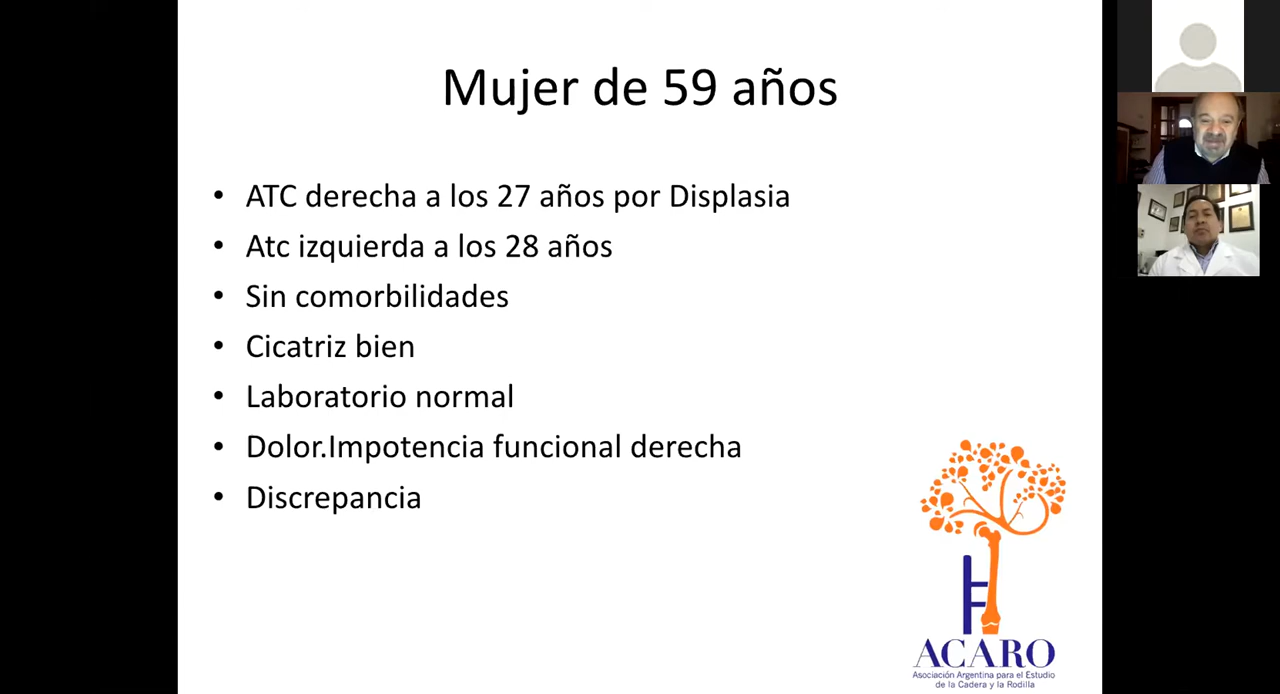 Mujer de 59 años
• ATC derecha a los 27 años por Displasia
• Atc izquierda a los 28 años
• Sin comorbilidades
• Cicatriz bien
• Laboratorio normal
• Dolor.Impotencia funcional derecha
• Discrepancia
ACARO
Asociación Argentina para el Estudio
de la Cadera y la Rodilla